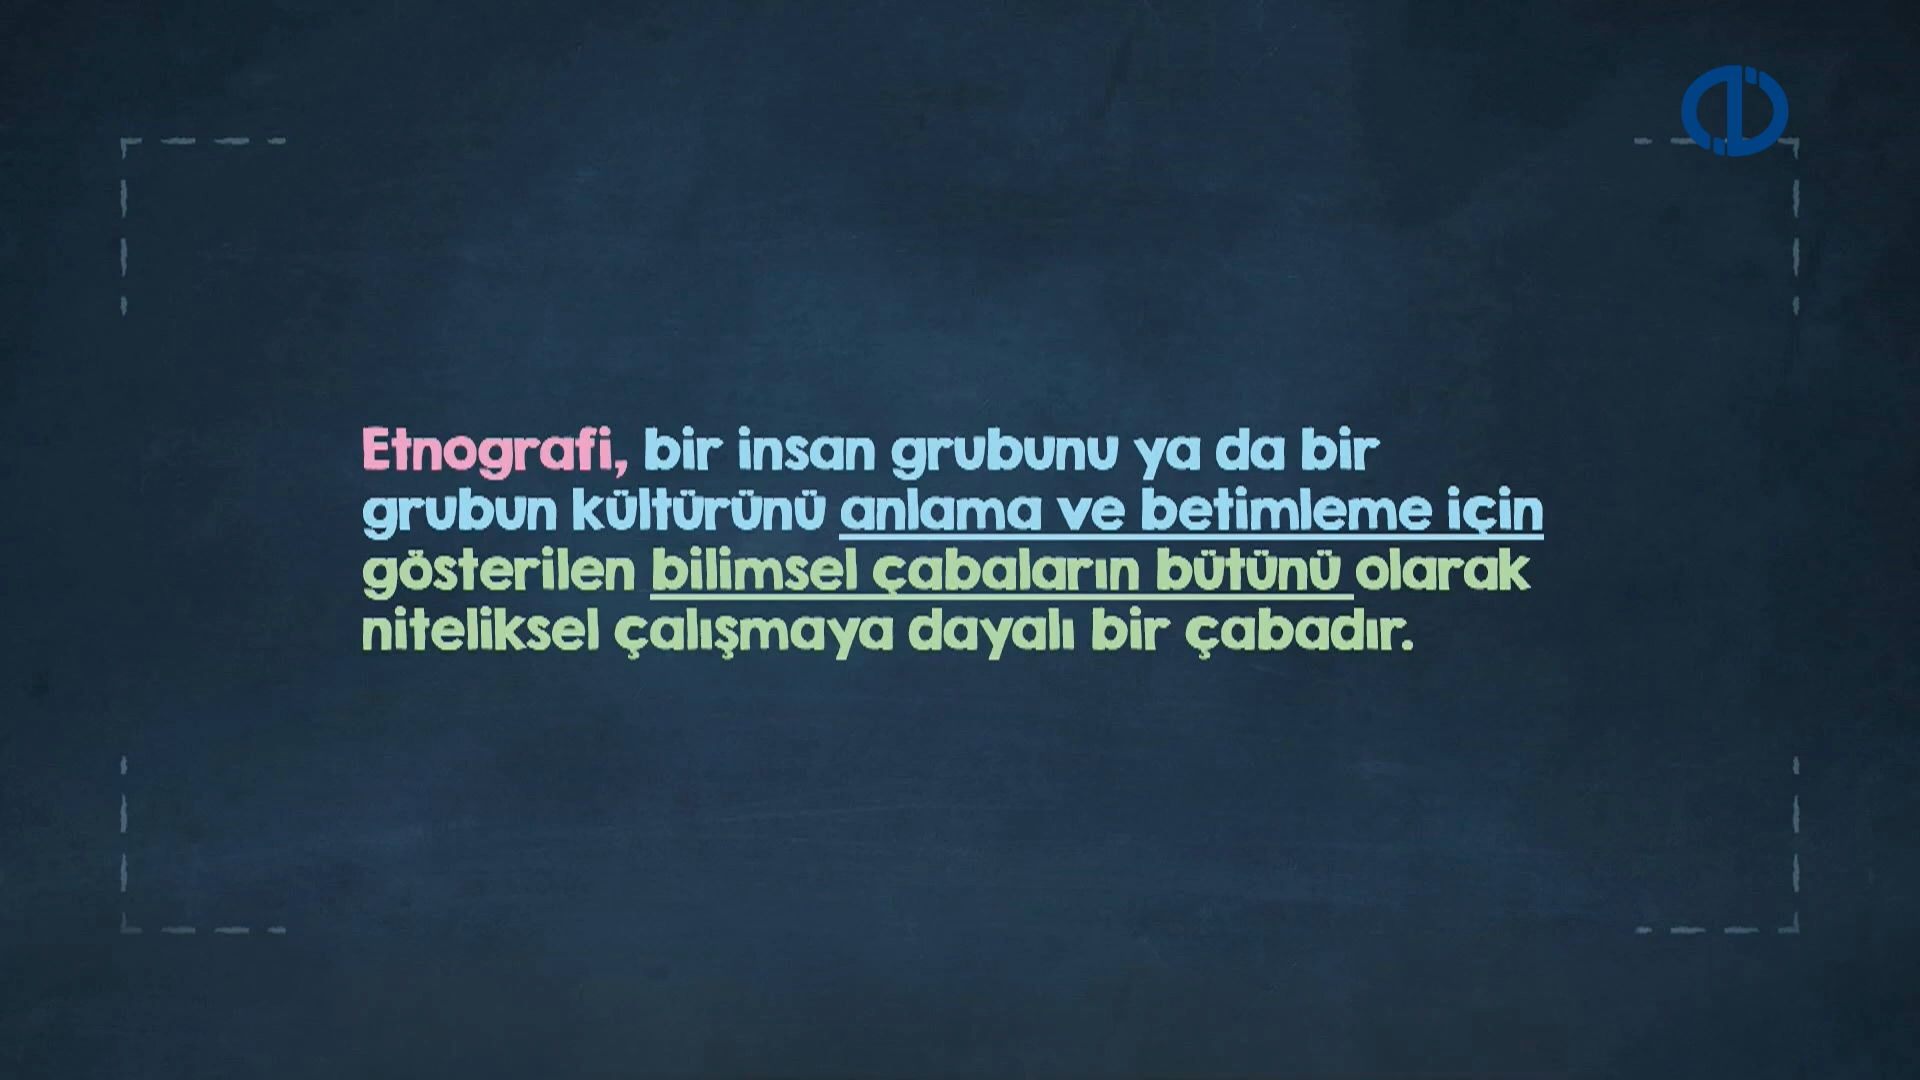 Etnografi, bir insan grubunu ya da bir
grubun kültürünü anlama ve betimleme için
gösterilen bilimsel çabaların bütünü olarak
niteliksel çalışmaya dayalı bir çabadır.